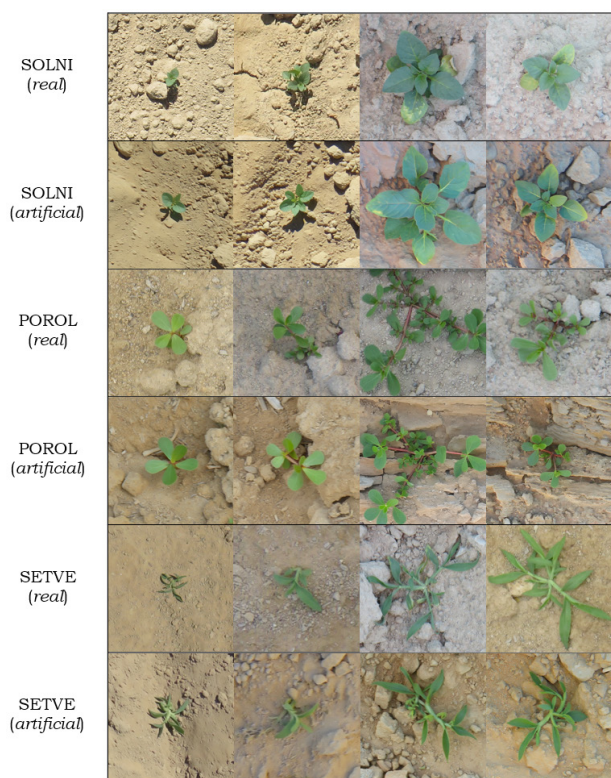 SOLNI
(real)
SOLNI
(artificial)
POROL
(real)
POROL
(artificial)
SETVE
(real)
SETVE
(artificial)